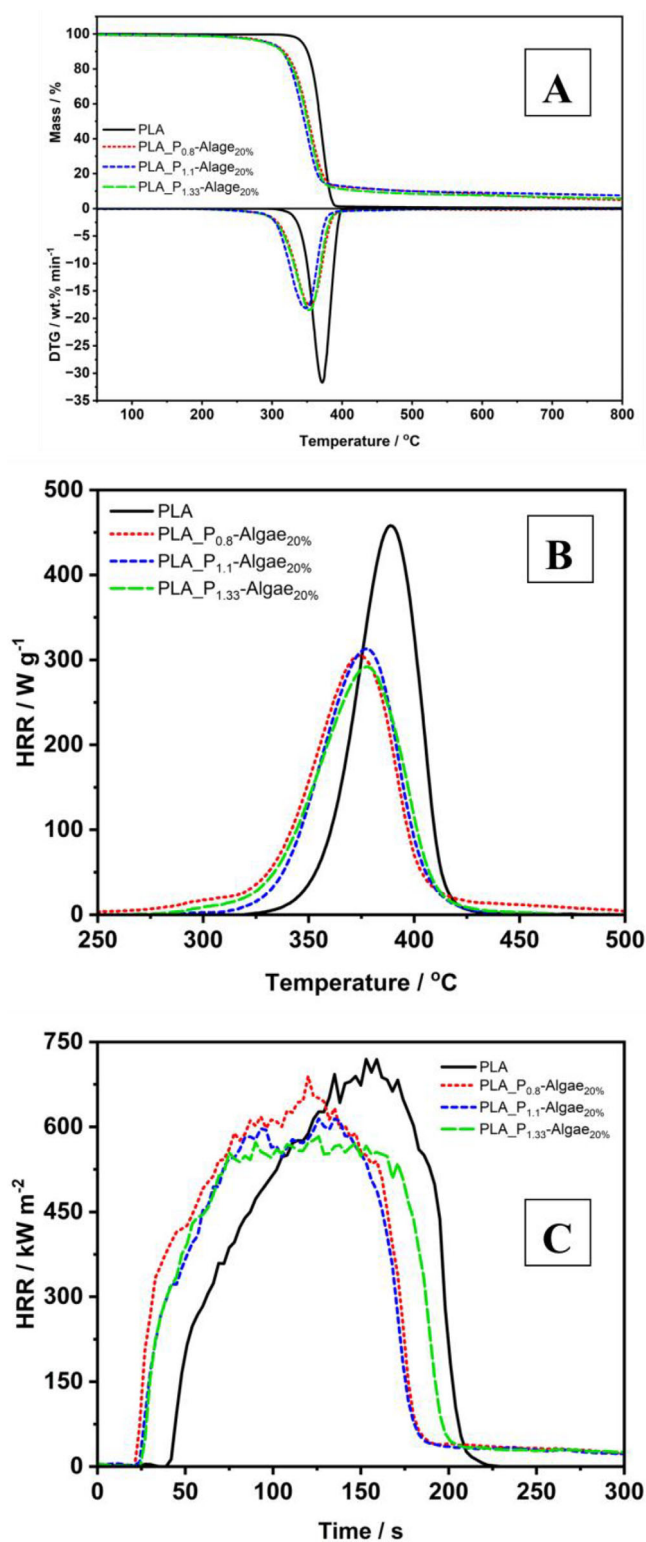 A
100
80
60
40
20
0
−5
−10
−15
−20
−25
−30
−35
Mass / %
DTG / wt.% min⁻¹
PLA
PLA_P₀.₈-Alage₂₀%
PLA_P₁.₁-Alage₂₀%
PLA_P₁.₃₃-Alage₂₀%
100 200 300 400 500 600 700 800
Temperature / °C
B
500
400
300
200
100
0
HRR / W g⁻¹
PLA
PLA_P₀.₈-Algae₂₀%
PLA_P₁.₁-Algae₂₀%
PLA_P₁.₃₃-Algae₂₀%
250 300 350 400 450 500
Temperature / °C
750
600
450
300
150
0
HRR / kW m⁻²
PLA
PLA_P₀.₈-Algae₂₀%
PLA_P₁.₁-Algae₂₀%
PLA_P₁.₃₃-Algae₂₀%
C
0 50 100 150 200 250 300
Time / s